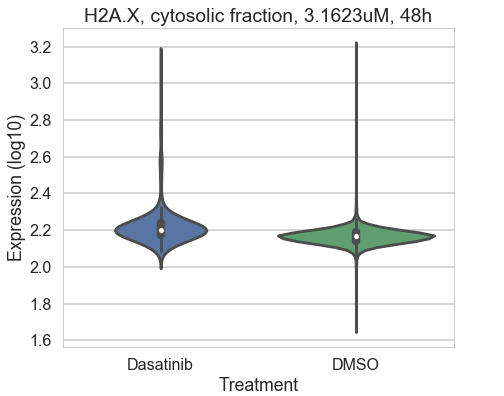 H2A.X, cytosolic fraction, 3.1623uM, 48h
Expression (log10)
3.2
3.0
2.8
2.6
2.4
2.2
2.0
1.8
1.6
Dasatinib DMSO
Treatment